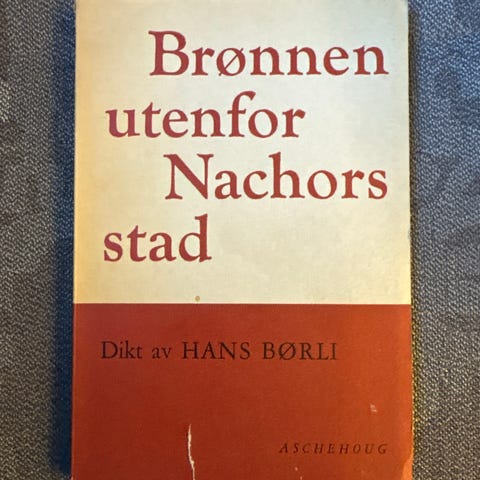 Brønnen
utenfor
Nachors
stad
Dikt av HANS BØRLI
ASCHEHOUG